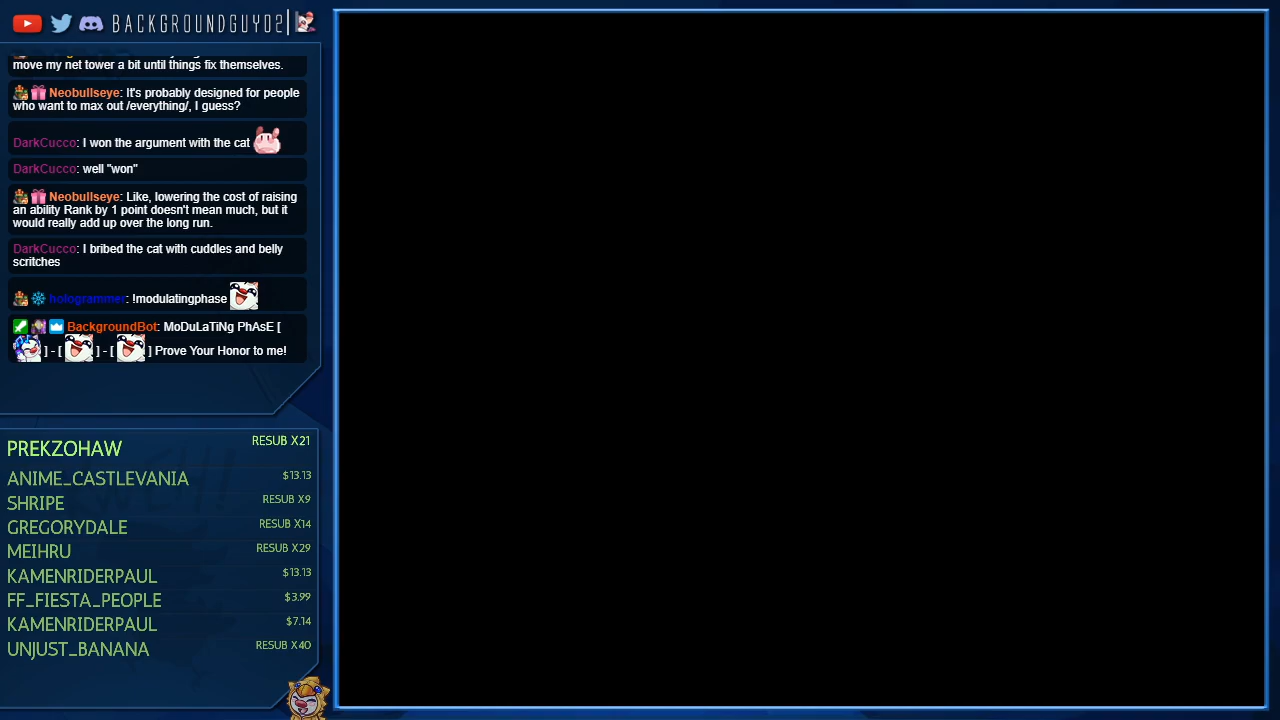 BACKGROUNDGUY02
move my net tower a bit until things fix themselves.
Neobullseye: It's probably designed for people
who want to max out /everything/, I guess?
DarkCucco: I won the argument with the cat
DarkCucco: well "won"
Neobullseye: Like, lowering the cost of raising
an ability Rank by 1 point doesn't mean much, but it
would really add up over the long run.
DarkCucco: I bribed the cat with cuddles and belly
scritches
hologrammer: !modulatingphase
BackgroundBot: MoDuLaTiNg PhAsE [
] - [ ] - [ ] Prove Your Honor to me!
PREKZOHAW RESUB X21
ANIME_CASTLEVANIA $13.13
SHRIPE RESUB X9
GREGORYDALE RESUB X14
MEIHRU RESUB X29
KAMENRIDERPAUL $13.13
FF_FIESTA_PEOPLE $3.99
KAMENRIDERPAUL $7.14
UNJUST_BANANA RESUB X40